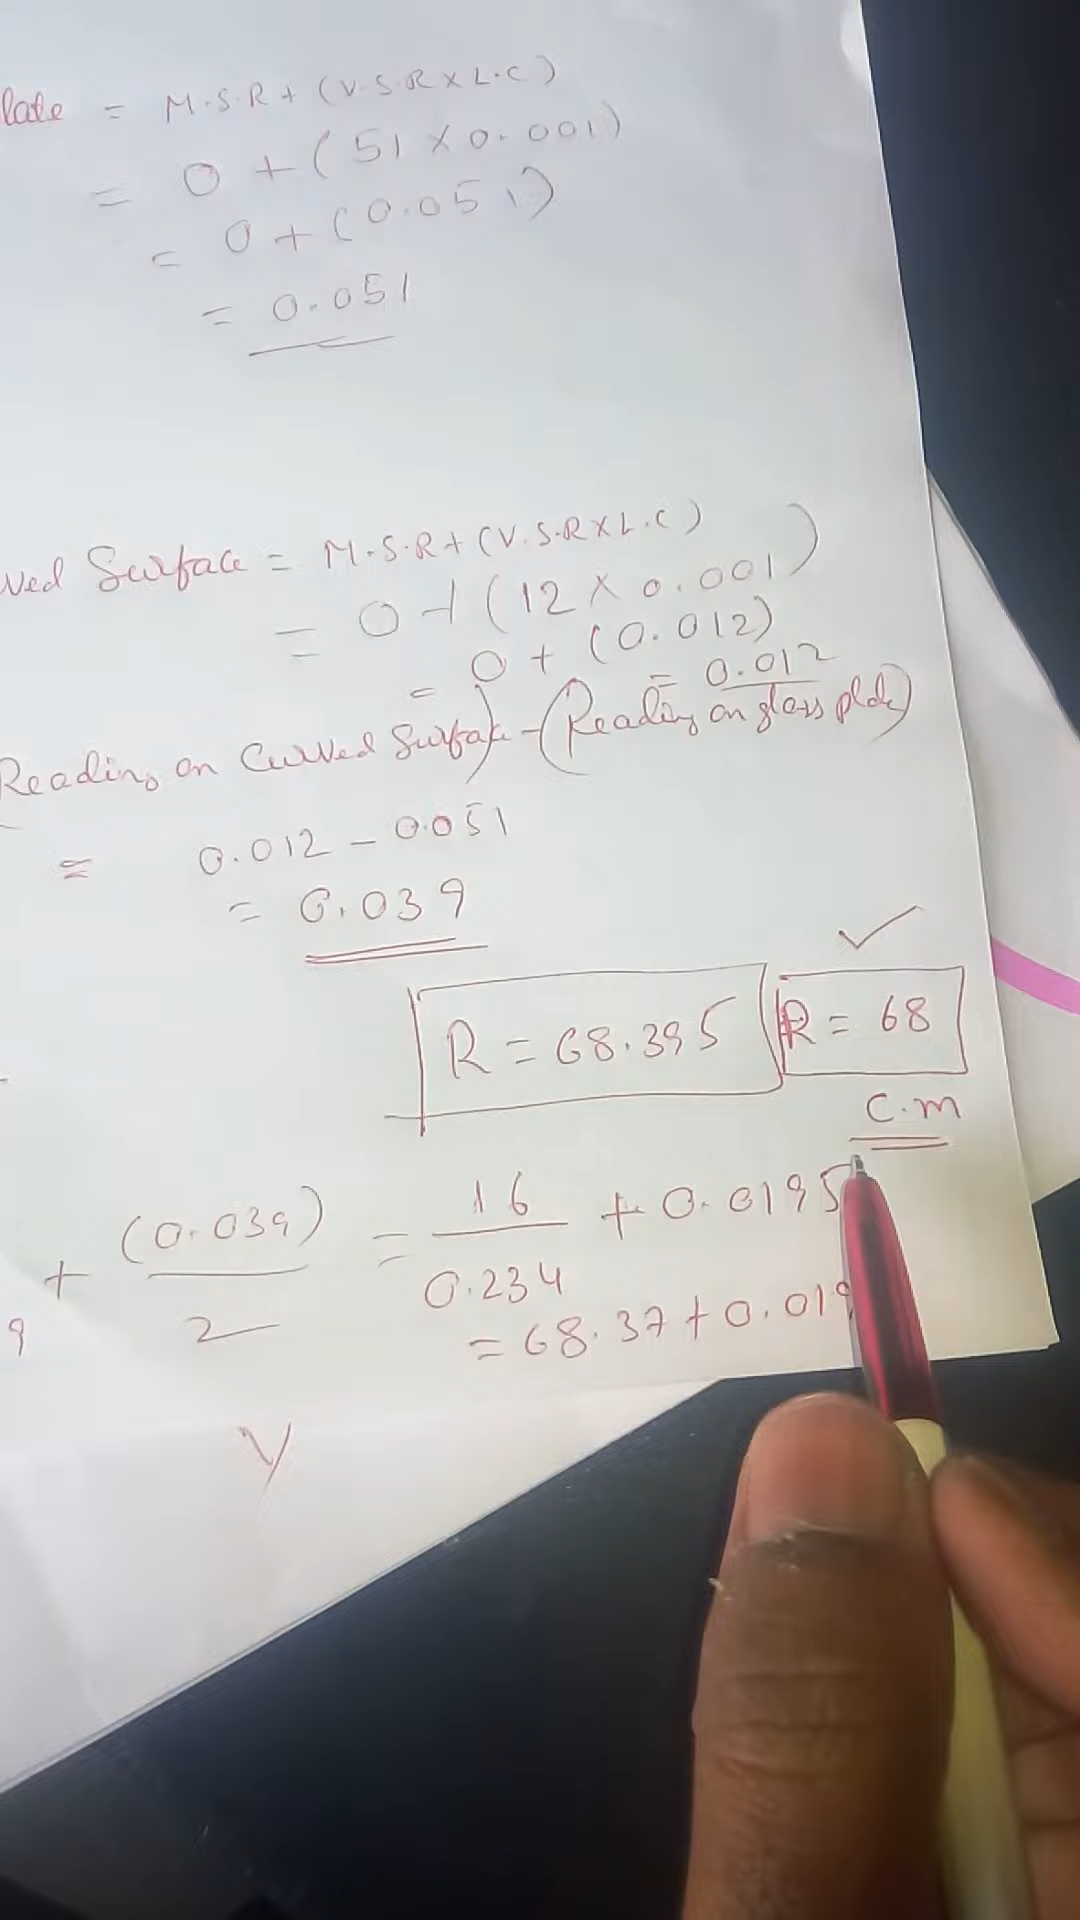 late = M.S.R + (V.S.R X L.C)
= 0 + (51 X 0.001)
= 0 + (0.051)
= 0.051
ved Surface = M.S.R + (V.S.R X L.C)
= 0 + (12 X 0.001)
= 0 + (0.012)
= 0.012
Reading on Curved Surface) - (Reading on glass plate)
= 0.012 - 0.051
= 0.039
R = 68.395 R = 68
C.m
+ (0.039) / 2 = 16 / 0.234 + 0.0195
9
= 68.37 + 0.019